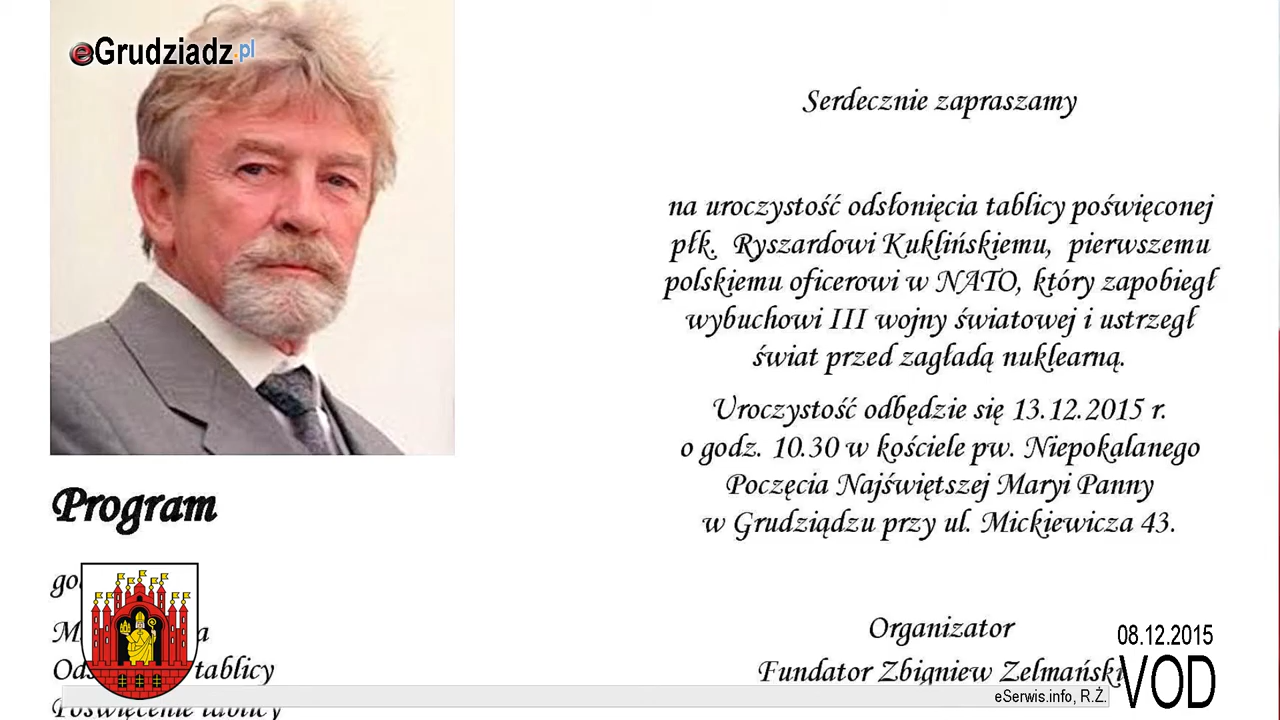 eGrudziadz.pl
Serdecznie zapraszamy
na uroczystość odsłonięcia tablicy poświęconej
płk. Ryszardowi Kuklińskiemu, pierwszemu
polskiemu oficerowi w NATO, który zapobiegł
wybuchowi III wojny światowej i ustrzegł
świat przed zagładą nuklearną.
Uroczystość odbędzie się 13.12.2015 r.
o godz. 10.30 w kościele pw. Niepokalanego
Poczęcia Najświętszej Maryi Panny
w Grudziądzu przy ul. Mickiewicza 43.
Organizator
Fundator Zbigniew Zelmański
Program
tablicy
Poświęcenie tablicy
08.12.2015
VOD
eSerwis.info, R.Ż.